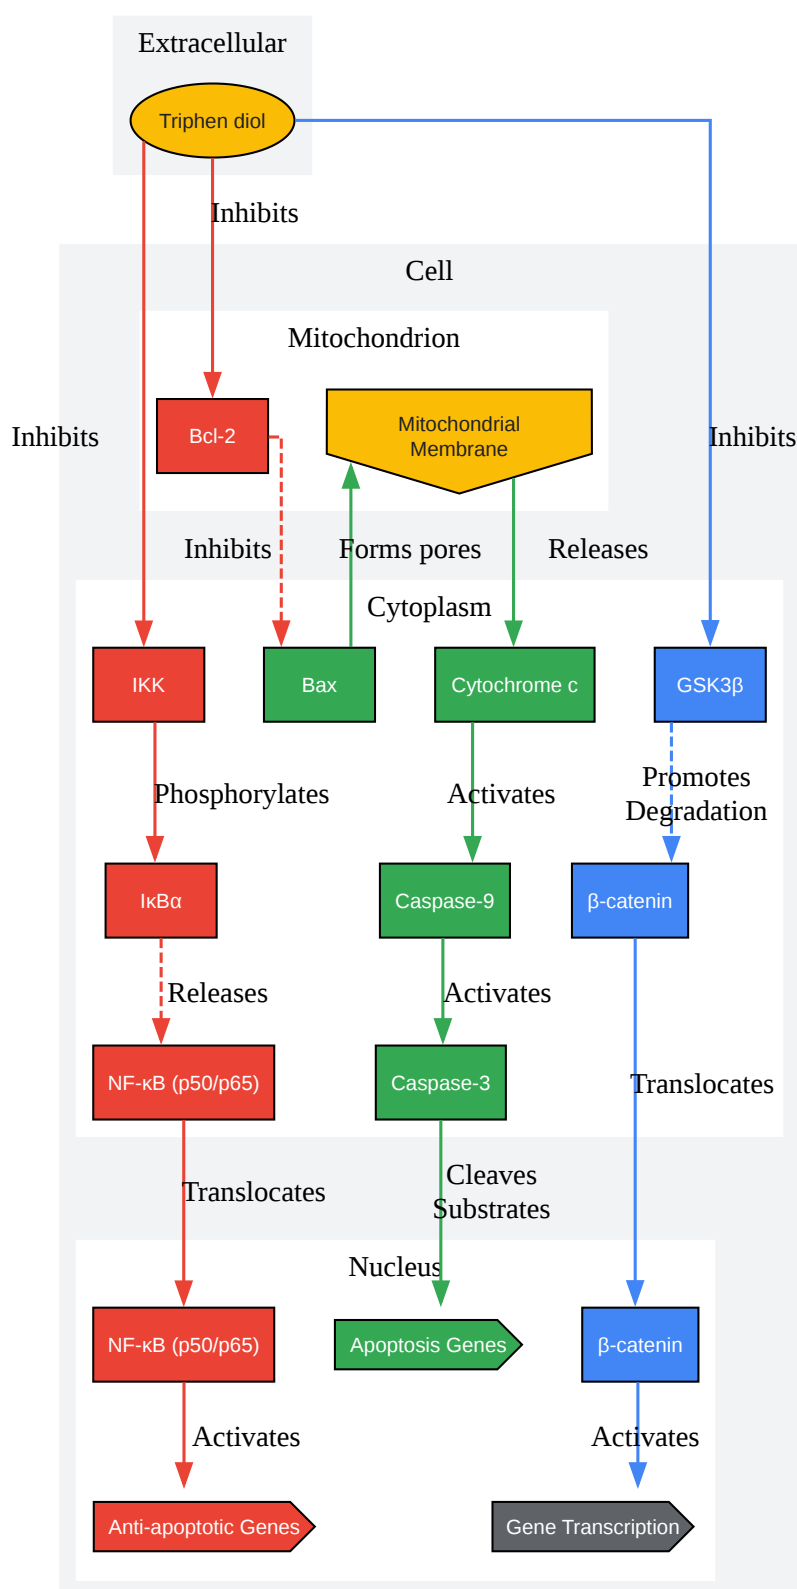 Extracellular
Triphen diol
Inhibits
Cell
Mitochondrion
Mitochondrial
Membrane
Bcl-2
Inhibits
Inhibits
Inhibits
Forms pores
Releases
Cytoplasm
IKK
Bax
Cytochrome c
GSK3β
Promotes
Degradation
Phosphorylates
Activates
IκBα
Caspase-9
β-catenin
Releases
Activates
NF-κB (p50/p65)
Caspase-3
Translocates
Cleaves
Substrates
Translocates
Nucleus
NF-κB (p50/p65)
Apoptosis Genes
β-catenin
Activates
Activates
Anti-apoptotic Genes
Gene Transcription